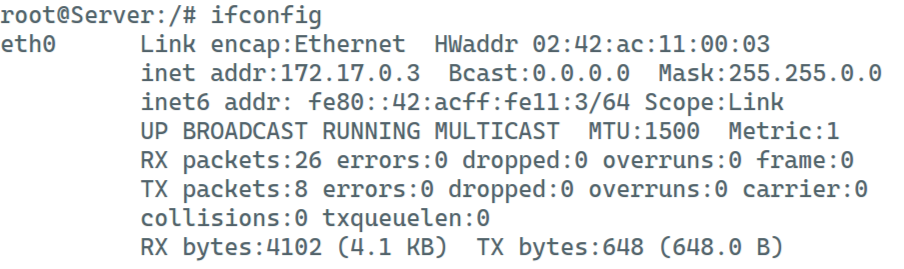 root@Server:/# ifconfig
eth0      Link encap:Ethernet  HWaddr 02:42:ac:11:00:03
          inet addr:172.17.0.3  Bcast:0.0.0.0  Mask:255.255.0.0
          inet6 addr: fe80::42:acff:fe11:3/64 Scope:Link
          UP BROADCAST RUNNING MULTICAST  MTU:1500  Metric:1
          RX packets:26 errors:0 dropped:0 overruns:0 frame:0
          TX packets:8 errors:0 dropped:0 overruns:0 carrier:0
          collisions:0 txqueuelen:0
          RX bytes:4102 (4.1 KB)  TX bytes:648 (648.0 B)